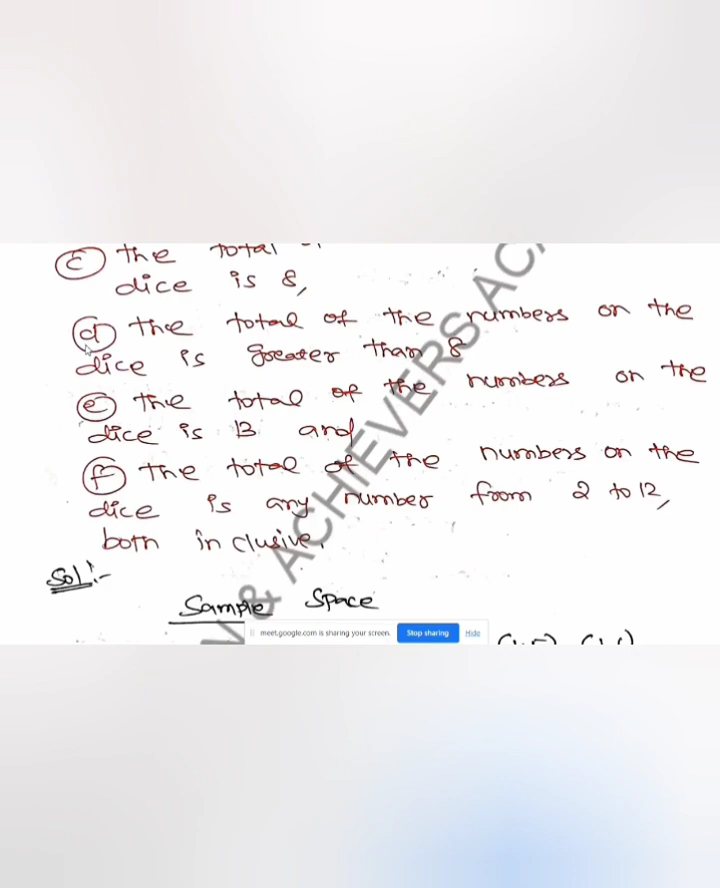 (c) the total
dice is 8,
(d) the total of the numbers on the
dice is greater than 8
(e) the total of the numbers on the
dice is 13 and
(f) the total of the numbers on the
dice is any number from 2 to 12,
both inclusive.
Sol:-
Sample Space
meet.google.com is sharing your screen. Stop sharing Hide
& ACHIEVERS AC